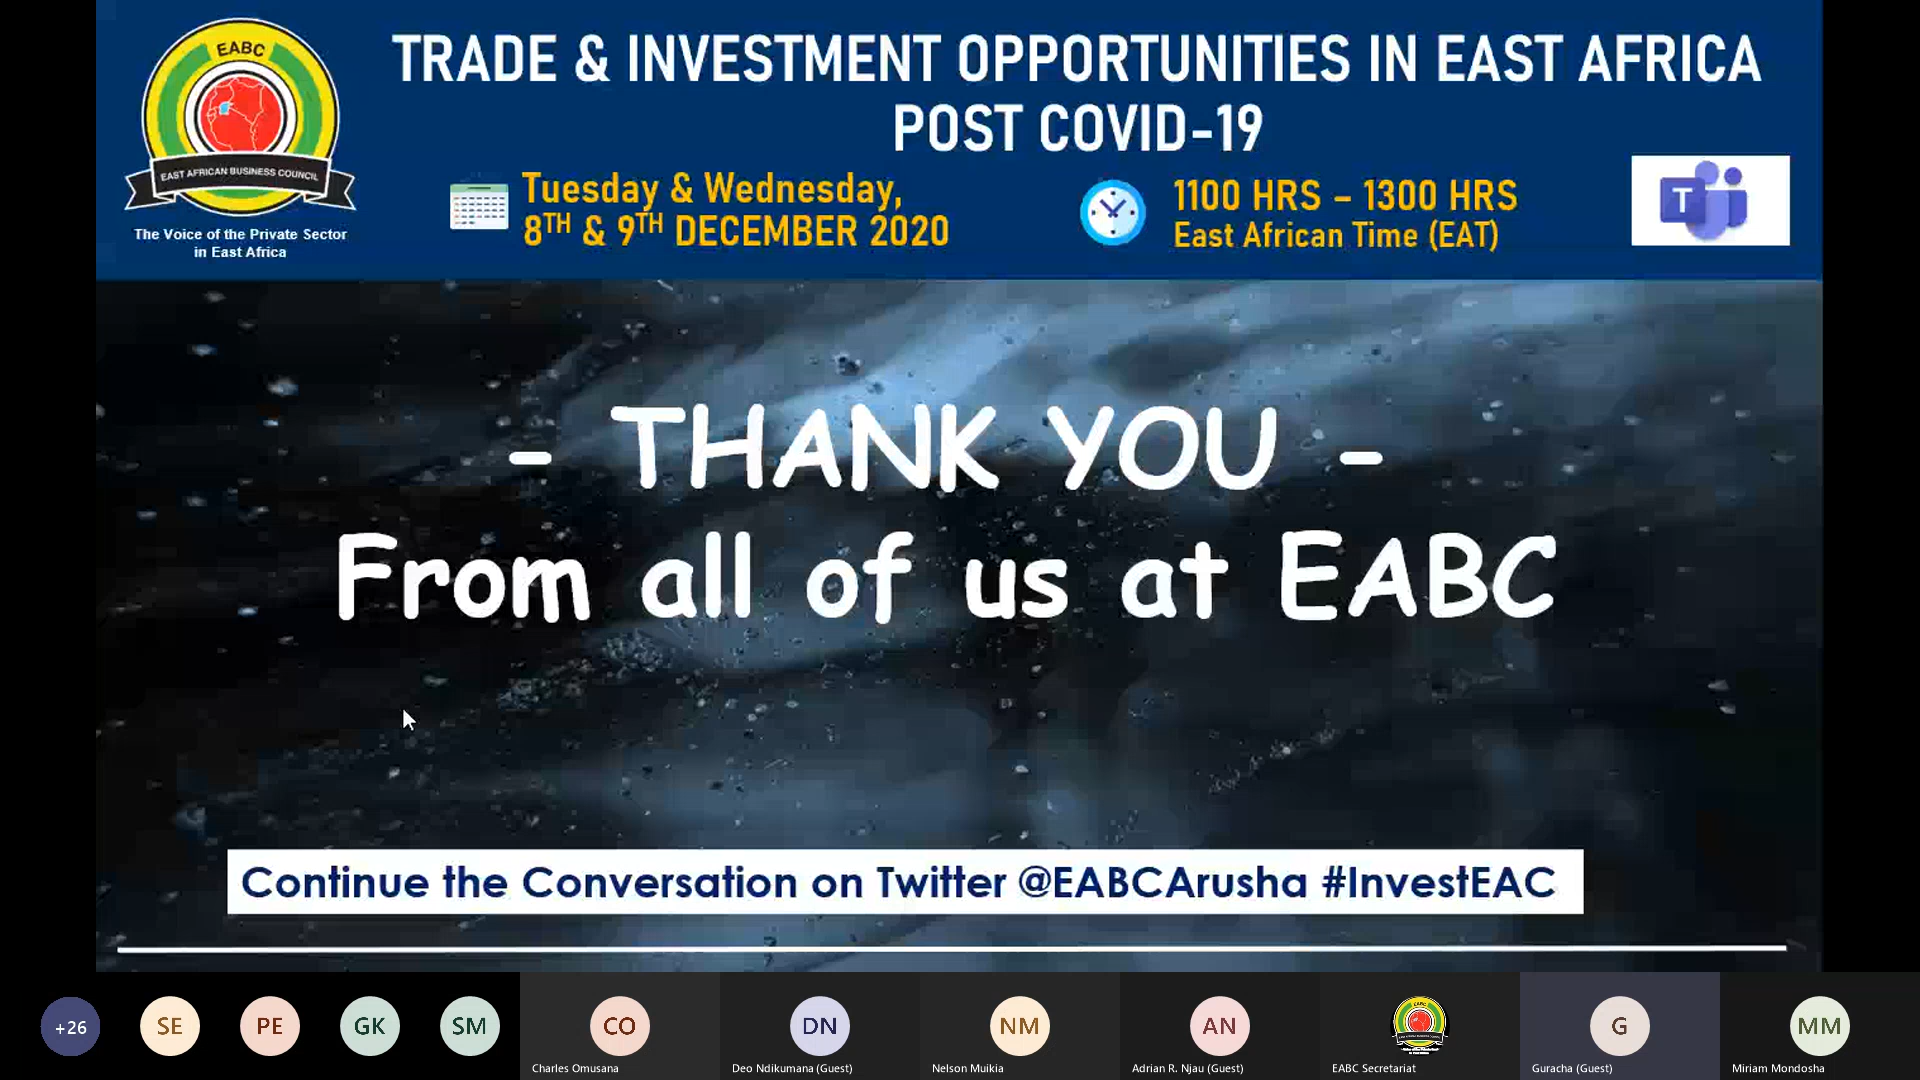 EABC
EAST AFRICAN BUSINESS COUNCIL
The Voice of the Private Sector
in East Africa
TRADE & INVESTMENT OPPORTUNITIES IN EAST AFRICA
POST COVID-19
Tuesday & Wednesday,
8TH & 9TH DECEMBER 2020
1100 HRS – 1300 HRS
East African Time (EAT)
T
- THANK YOU -
From all of us at EABC
Continue the Conversation on Twitter @EABCArusha #InvestEAC
+26
SE
PE
GK
SM
CO
Charles Omusana
DN
Deo Ndikumana (Guest)
NM
Nelson Muikia
AN
Adrian R. Njau (Guest)
EABC Secretariat
G
Guracha (Guest)
MM
Miriam Mondosha